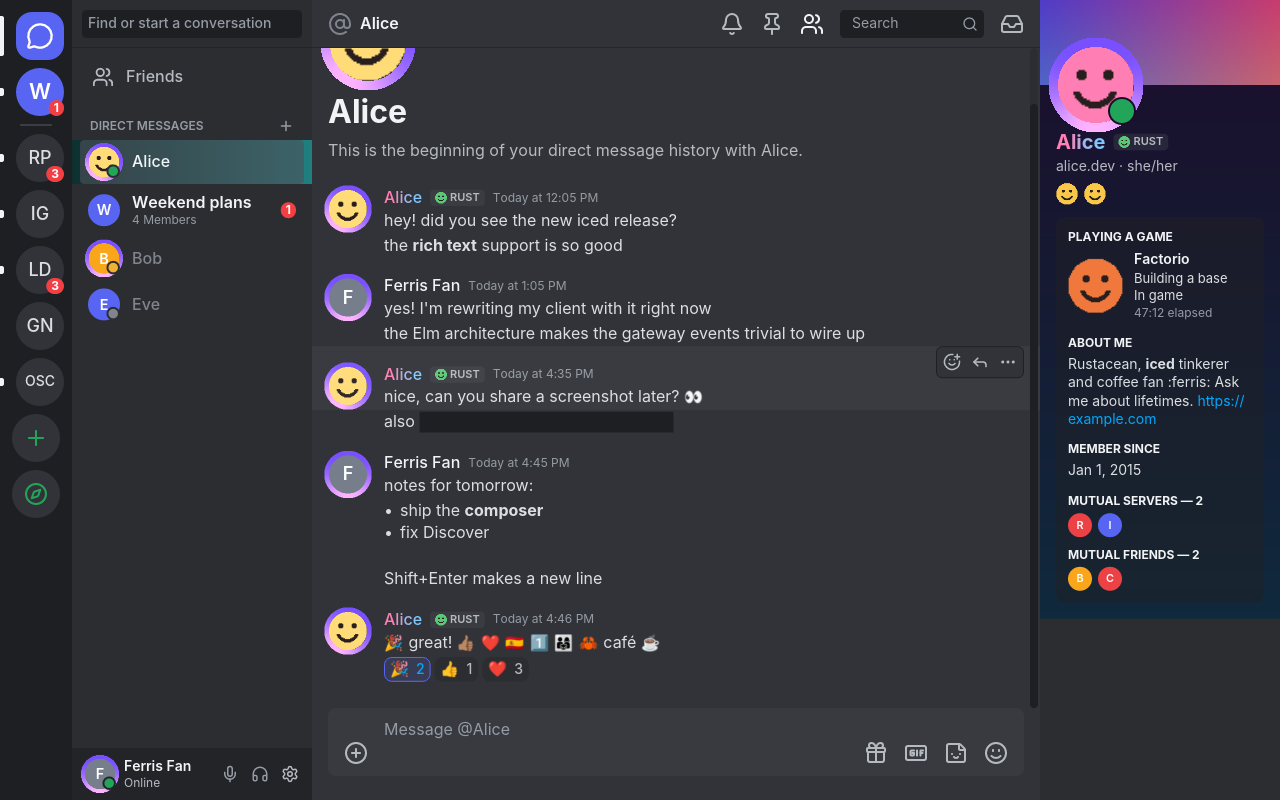 Find or start a conversation
W
1
RP
3
IG
LD
3
GN
OSC
Friends
DIRECT MESSAGES
Alice
W
Weekend plans
4 Members
1
B
Bob
E
Eve
F
Ferris Fan
Online
Alice
Search
Alice
This is the beginning of your direct message history with Alice.
Alice RUST Today at 12:05 PM
hey! did you see the new iced release?
the rich text support is so good
F
Ferris Fan Today at 1:05 PM
yes! I'm rewriting my client with it right now
the Elm architecture makes the gateway events trivial to wire up
Alice RUST Today at 4:35 PM
nice, can you share a screenshot later? 👀
also
F
Ferris Fan Today at 4:45 PM
notes for tomorrow:
• ship the composer
• fix Discover
Shift+Enter makes a new line
Alice RUST Today at 4:46 PM
🎉 great! 👍🏽 ❤️ 🇪🇸 1️⃣ 👨‍👩‍👧 🦀 café ☕
🎉 2 👍 1 ❤️ 3
Message @Alice
GIF
Alice RUST
alice.dev · she/her
PLAYING A GAME
Factorio
Building a base
In game
47:12 elapsed
ABOUT ME
Rustacean, iced tinkerer
and coffee fan :ferris: Ask
me about lifetimes. https://
example.com
MEMBER SINCE
Jan 1, 2015
MUTUAL SERVERS — 2
R I
MUTUAL FRIENDS — 2
B C